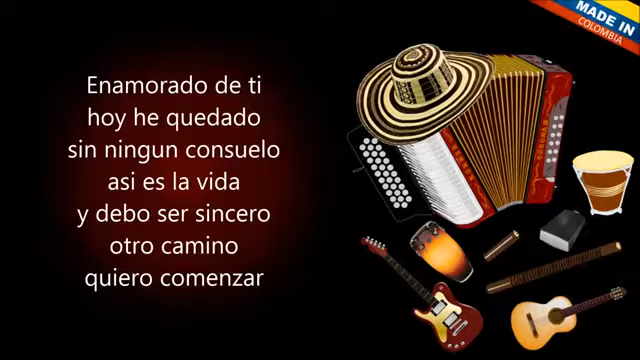 Enamorado de ti
hoy he quedado
sin ningun consuelo
asi es la vida
y debo ser sincero
otro camino
quiero comenzar
MADE IN
COLOMBIA